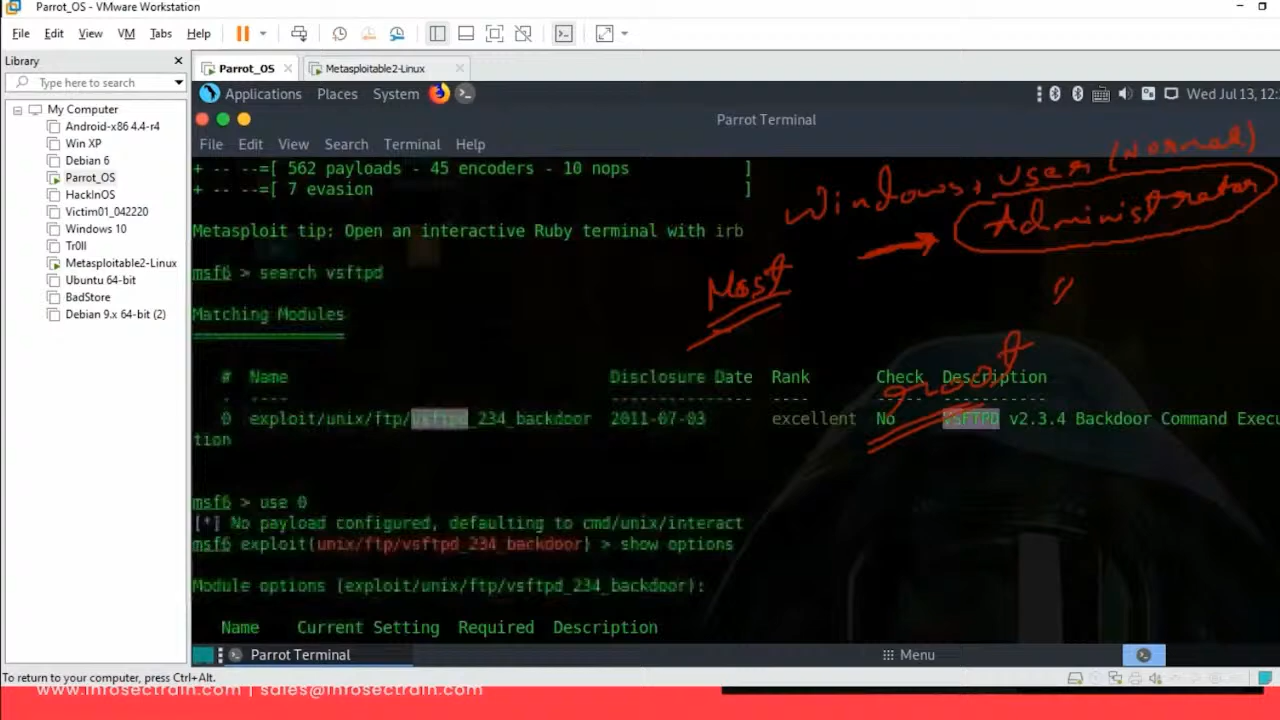 Parrot_OS - VMware Workstation
File Edit View VM Tabs Help
Library
Type here to search
My Computer
Android-x86 4.4-r4
Win XP
Debian 6
Parrot_OS
HackInOS
Victim01_042220
Windows 10
Tr0ll
Metasploitable2-Linux
Ubuntu 64-bit
BadStore
Debian 9.x 64-bit (2)
Parrot_OS Metasploitable2-Linux
Applications Places System Wed Jul 13, 12:
Parrot Terminal
File Edit View Search Terminal Help
+ -- --=[ 562 payloads - 45 encoders - 10 nops ]
+ -- --=[ 7 evasion ]
Metasploit tip: Open an interactive Ruby terminal with irb
msf6 > search vsftpd
Matching Modules
================
# Name Disclosure Date Rank Check Description
- ---- --------------- ---- ----- -----------
0 exploit/unix/ftp/vsftpd_234_backdoor 2011-07-03 excellent No VSFTPD v2.3.4 Backdoor Command Execu
tion
msf6 > use 0
[*] No payload configured, defaulting to cmd/unix/interact
msf6 exploit(unix/ftp/vsftpd_234_backdoor) > show options
Module options (exploit/unix/ftp/vsftpd_234_backdoor):
Name Current Setting Required Description
Windows, user (Normal)
Administrator
Most
"
root
Parrot Terminal Menu
To return to your computer, press Ctrl+Alt.
www.infosectrain.com | sales@infosectrain.com